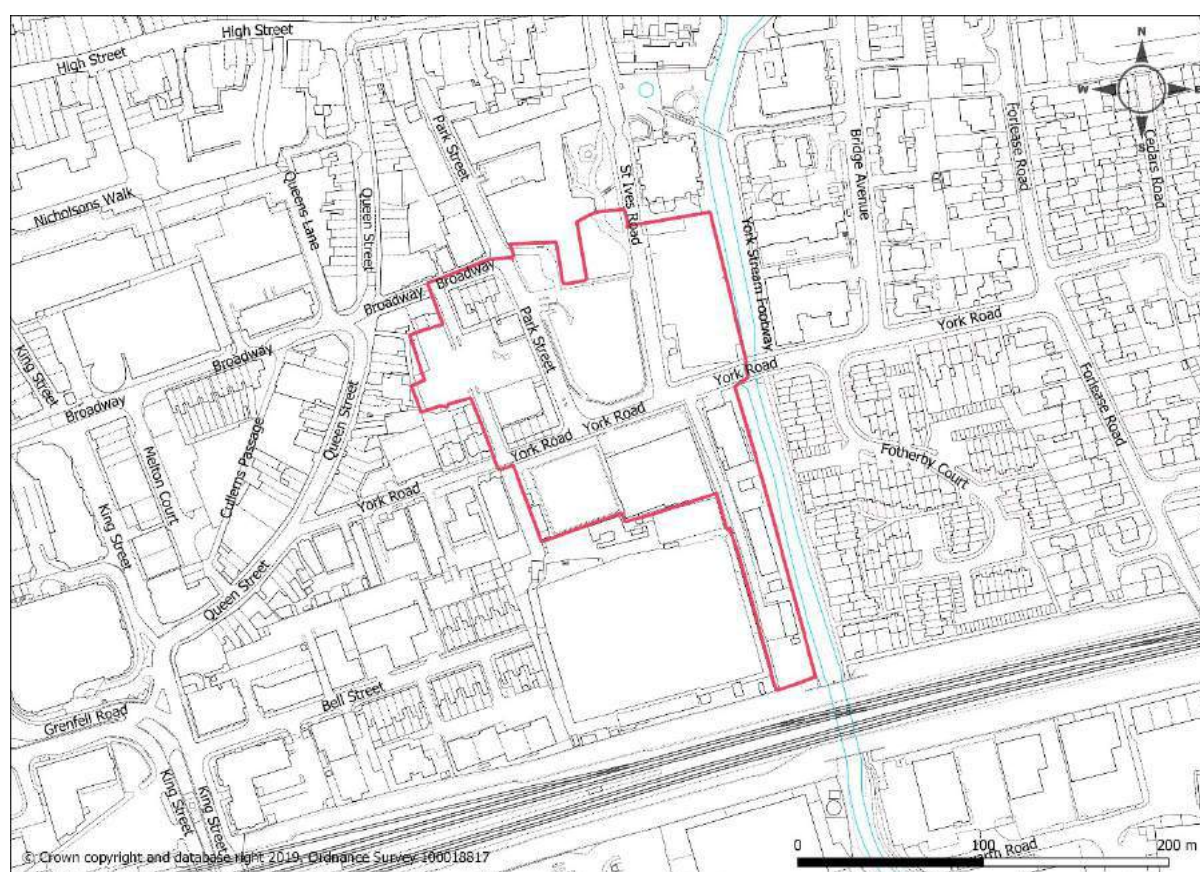 High Street
High Street
N
W
E
S
Park Street
St Ives Road
Bridge Avenue
Forlease Road
Cedars Road
Nicholsons Walk
Queens Lane
Queen Street
York Stream Footway
Broadway
Broadway
Park Street
York Road
King Street
Broadway
Broadway
Queen Street
York Road
Forlease Road
Melton Court
Cullerns Passage
York Road
York Road
Fotherby Court
King Street
York Road
Queen Street
Bell Street
Grenfell Road
King Street
King Street
© Crown copyright and database right 2019, Ordnance Survey 100018817
0
100
200 m
Road